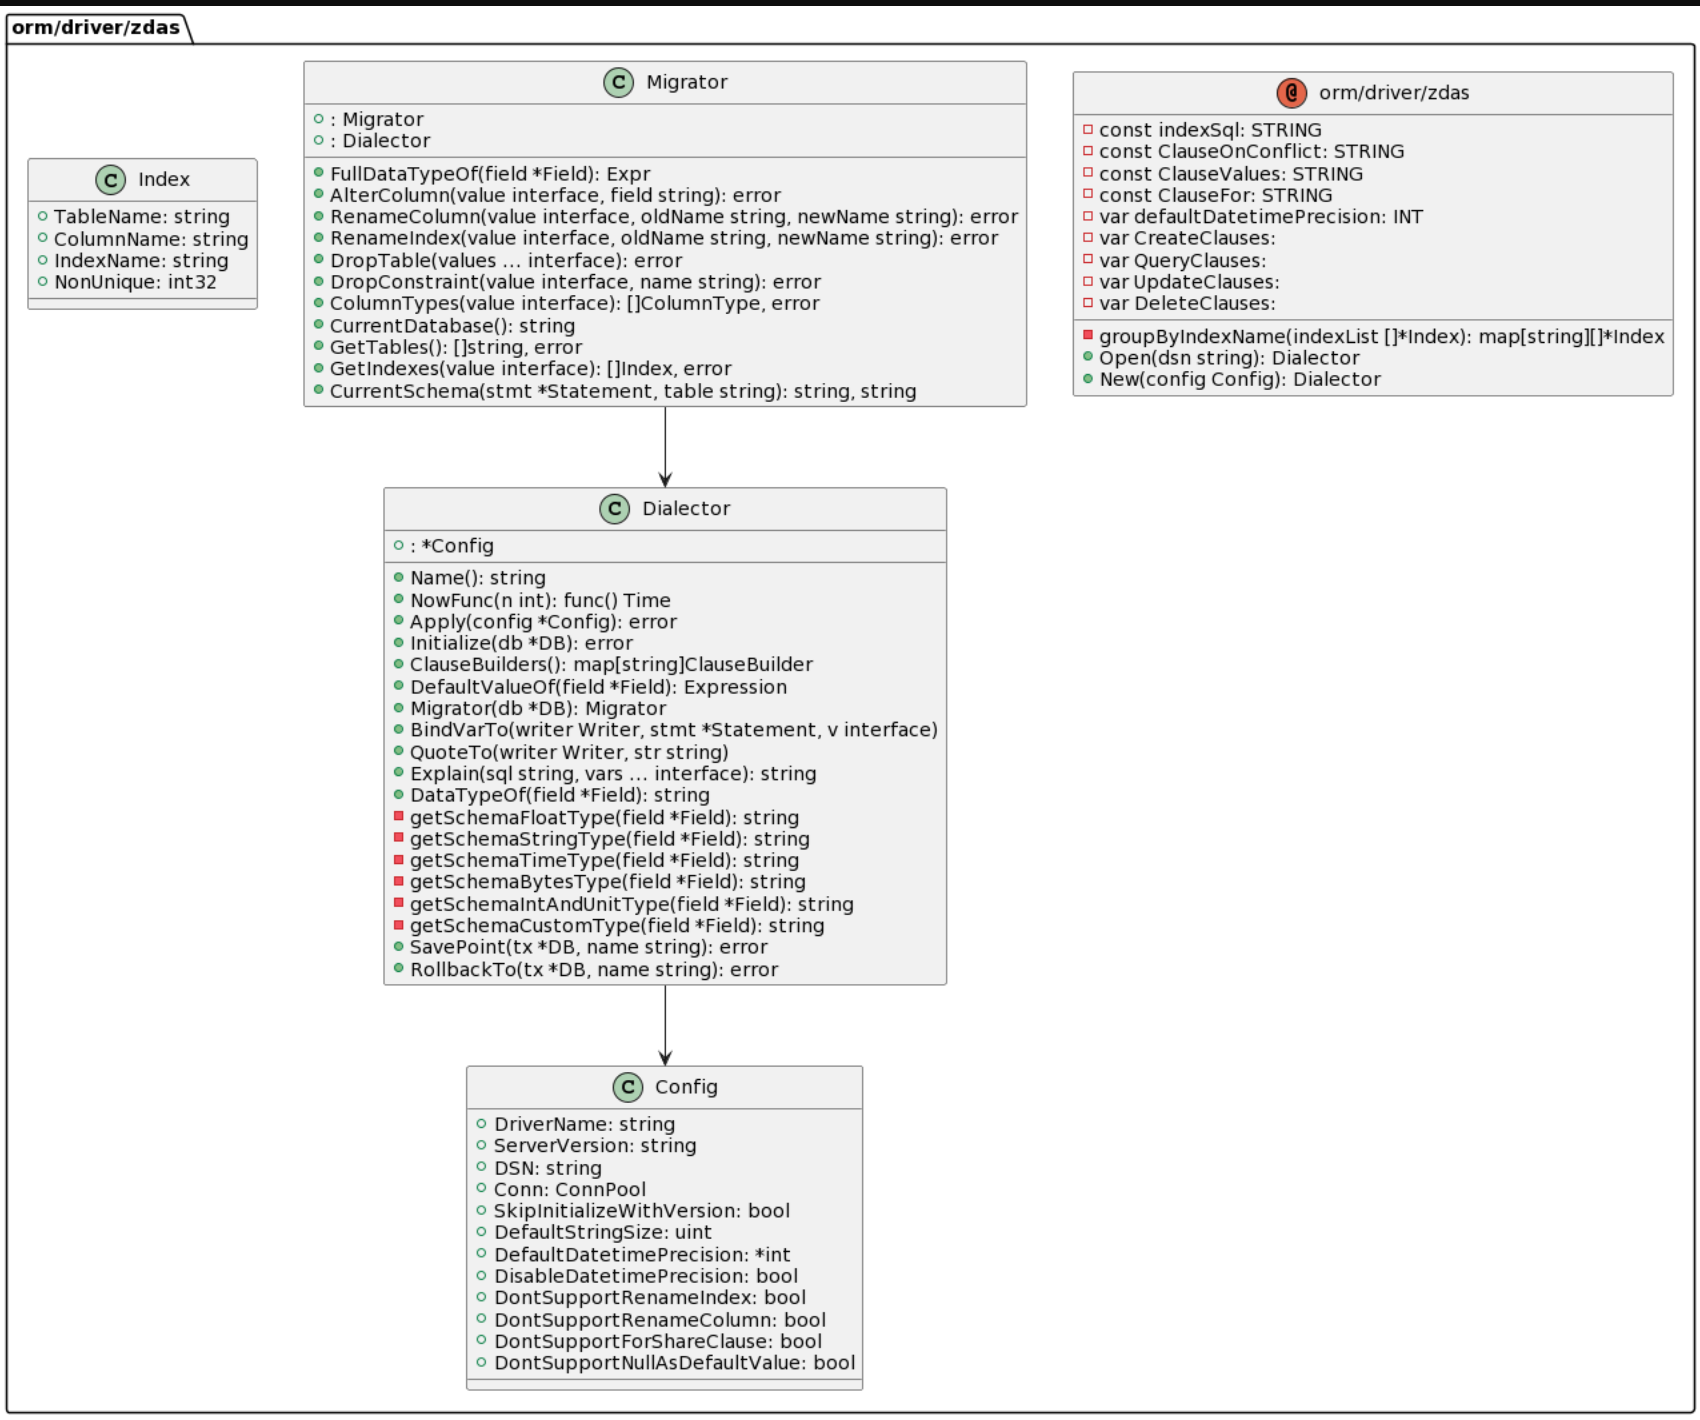 orm/driver/zdas
C Index
TableName: string
ColumnName: string
IndexName: string
NonUnique: int32
C Migrator
: Migrator
: Dialector
FullDataTypeOf(field *Field): Expr
AlterColumn(value interface, field string): error
RenameColumn(value interface, oldName string, newName string): error
RenameIndex(value interface, oldName string, newName string): error
DropTable(values ... interface): error
DropConstraint(value interface, name string): error
ColumnTypes(value interface): []ColumnType, error
CurrentDatabase(): string
GetTables(): []string, error
GetIndexes(value interface): []Index, error
CurrentSchema(stmt *Statement, table string): string, string
@ orm/driver/zdas
const indexSql: STRING
const ClauseOnConflict: STRING
const ClauseValues: STRING
const ClauseFor: STRING
var defaultDatetimePrecision: INT
var CreateClauses:
var QueryClauses:
var UpdateClauses:
var DeleteClauses:
groupByIndexName(indexList []*Index): map[string][]*Index
Open(dsn string): Dialector
New(config Config): Dialector
C Dialector
: *Config
Name(): string
NowFunc(n int): func() Time
Apply(config *Config): error
Initialize(db *DB): error
ClauseBuilders(): map[string]ClauseBuilder
DefaultValueOf(field *Field): Expression
Migrator(db *DB): Migrator
BindVarTo(writer Writer, stmt *Statement, v interface)
QuoteTo(writer Writer, str string)
Explain(sql string, vars ... interface): string
DataTypeOf(field *Field): string
getSchemaFloatType(field *Field): string
getSchemaStringType(field *Field): string
getSchemaTimeType(field *Field): string
getSchemaBytesType(field *Field): string
getSchemaIntAndUnitType(field *Field): string
getSchemaCustomType(field *Field): string
SavePoint(tx *DB, name string): error
RollbackTo(tx *DB, name string): error
C Config
DriverName: string
ServerVersion: string
DSN: string
Conn: ConnPool
SkipInitializeWithVersion: bool
DefaultStringSize: uint
DefaultDatetimePrecision: *int
DisableDatetimePrecision: bool
DontSupportRenameIndex: bool
DontSupportRenameColumn: bool
DontSupportForShareClause: bool
DontSupportNullAsDefaultValue: bool